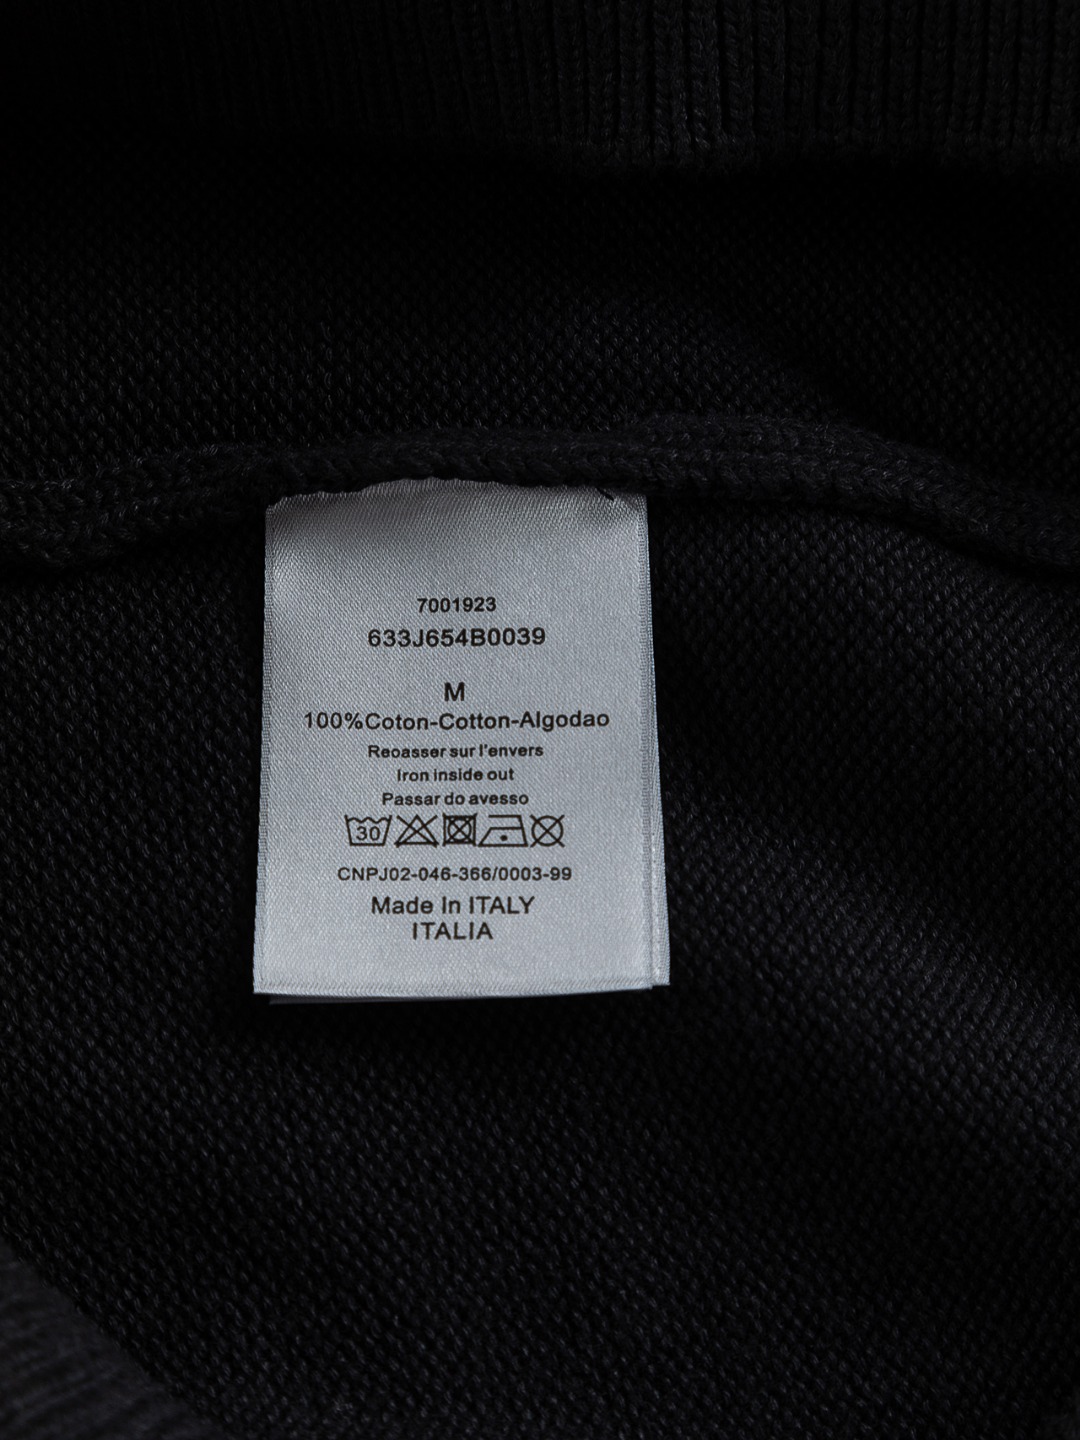 7001923
633J654B0039
M
100%Coton-Cotton-Algodao
Reoasser sur l'envers
Iron inside out
Passar do avesso
30
CNPJ02-046-366/0003-99
Made In ITALY
ITALIA